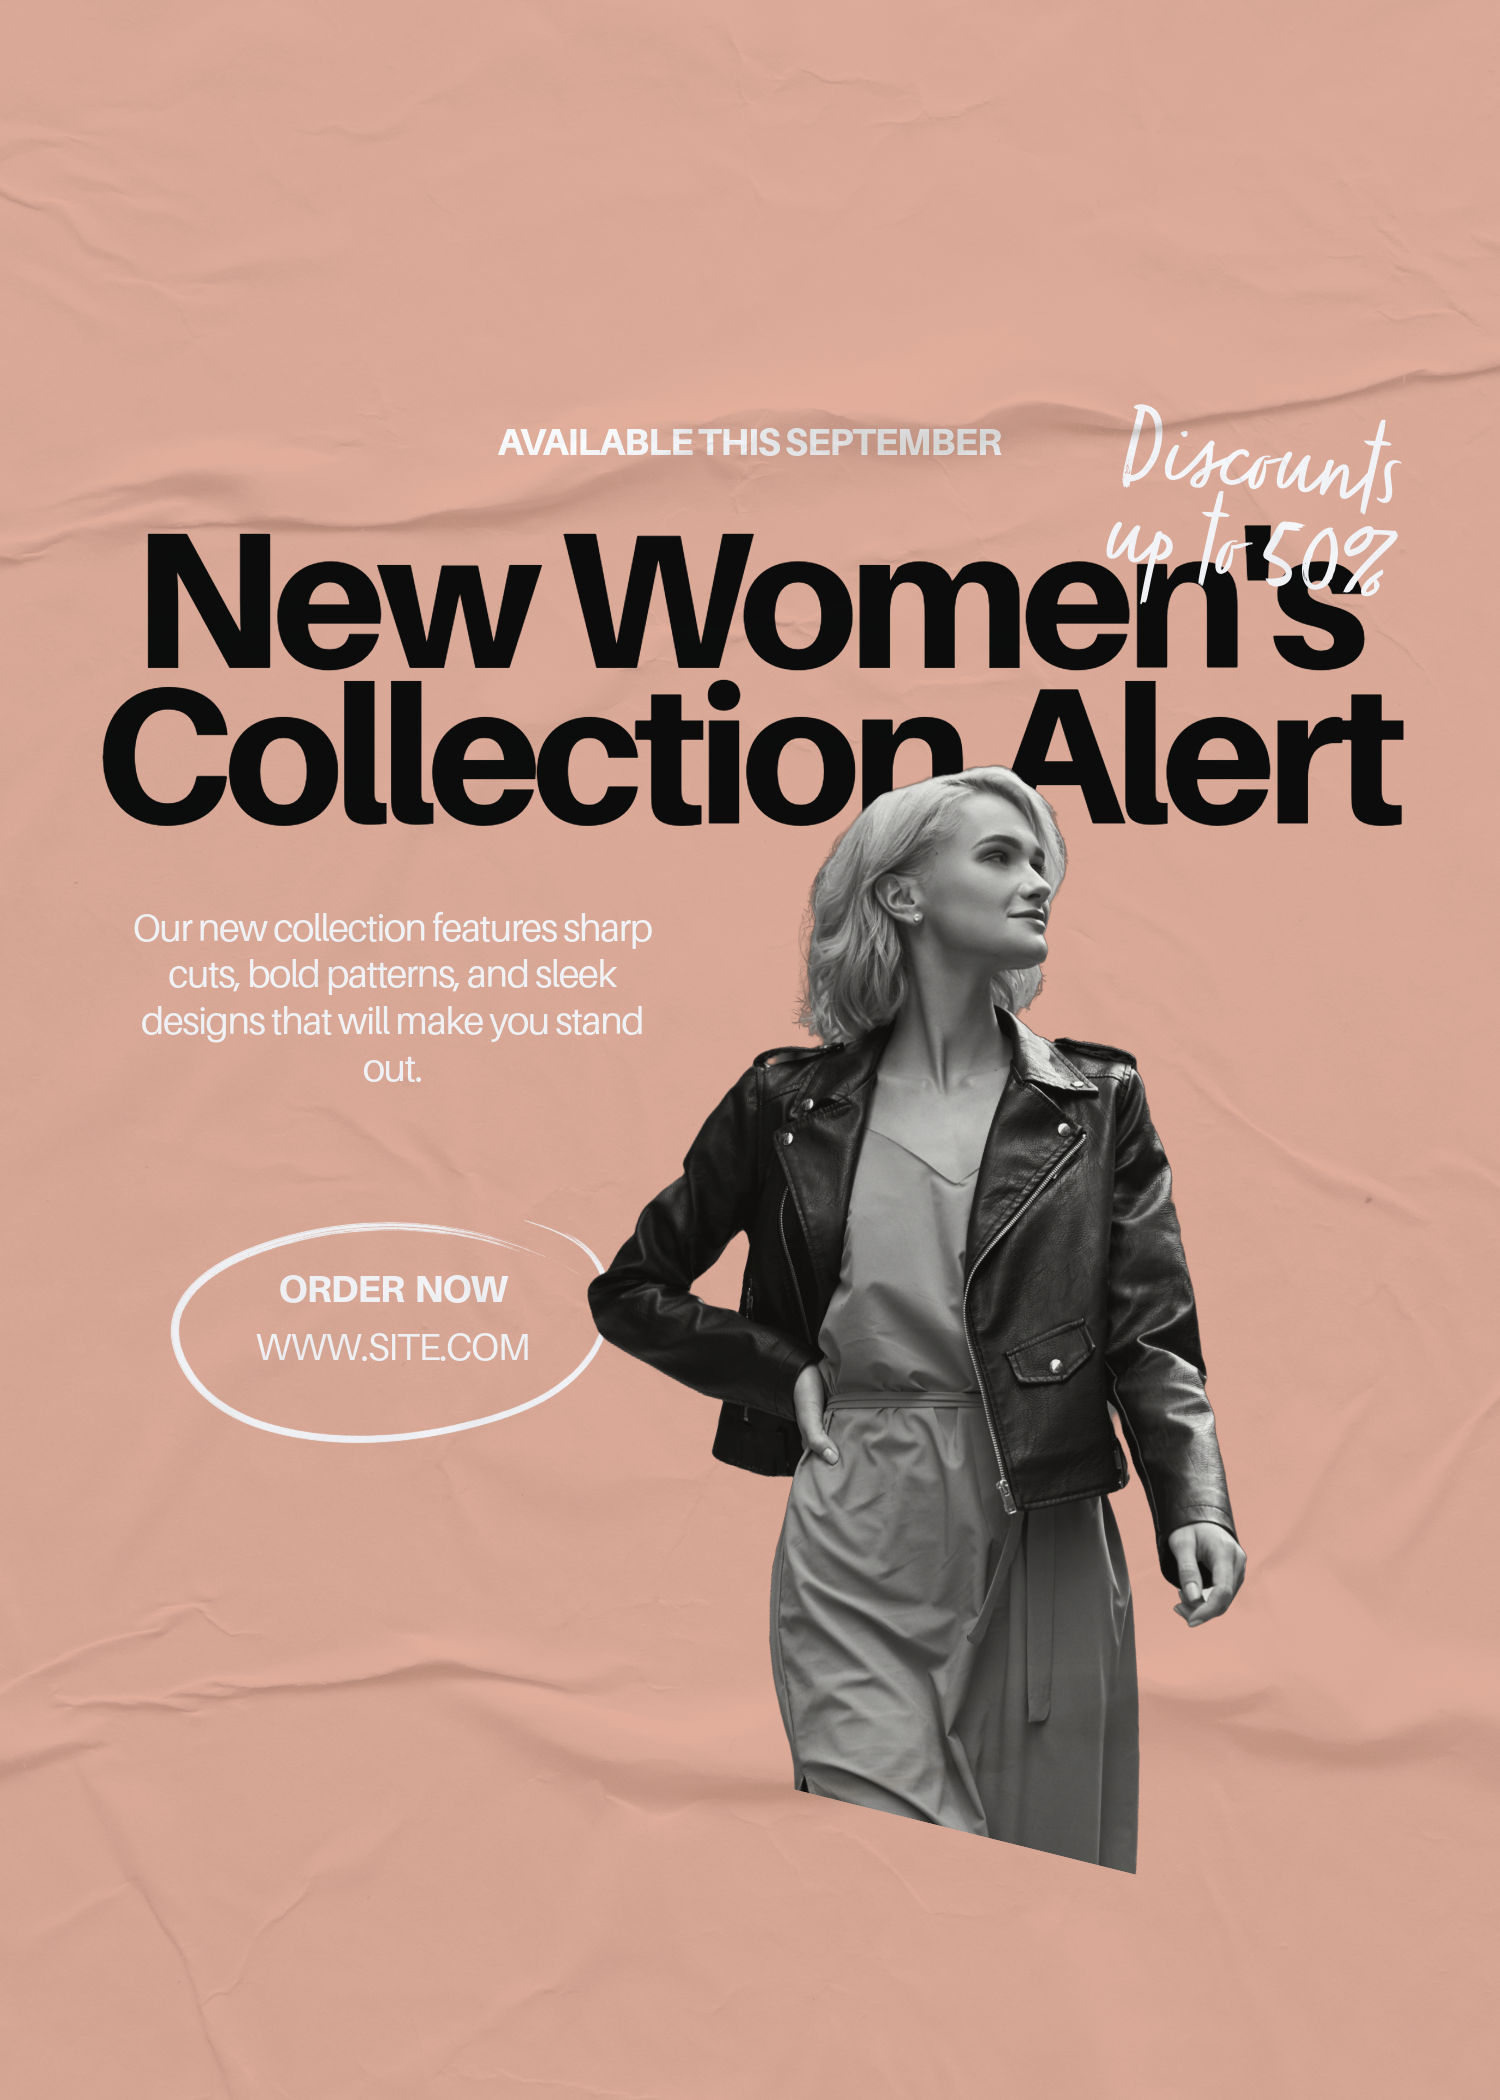 AVAILABLE THIS SEPTEMBER
Discounts
up to 50%
New Women's
Collection Alert
Our new collection features sharp
cuts, bold patterns, and sleek
designs that will make you stand
out.
ORDER NOW
WWW.SITE.COM